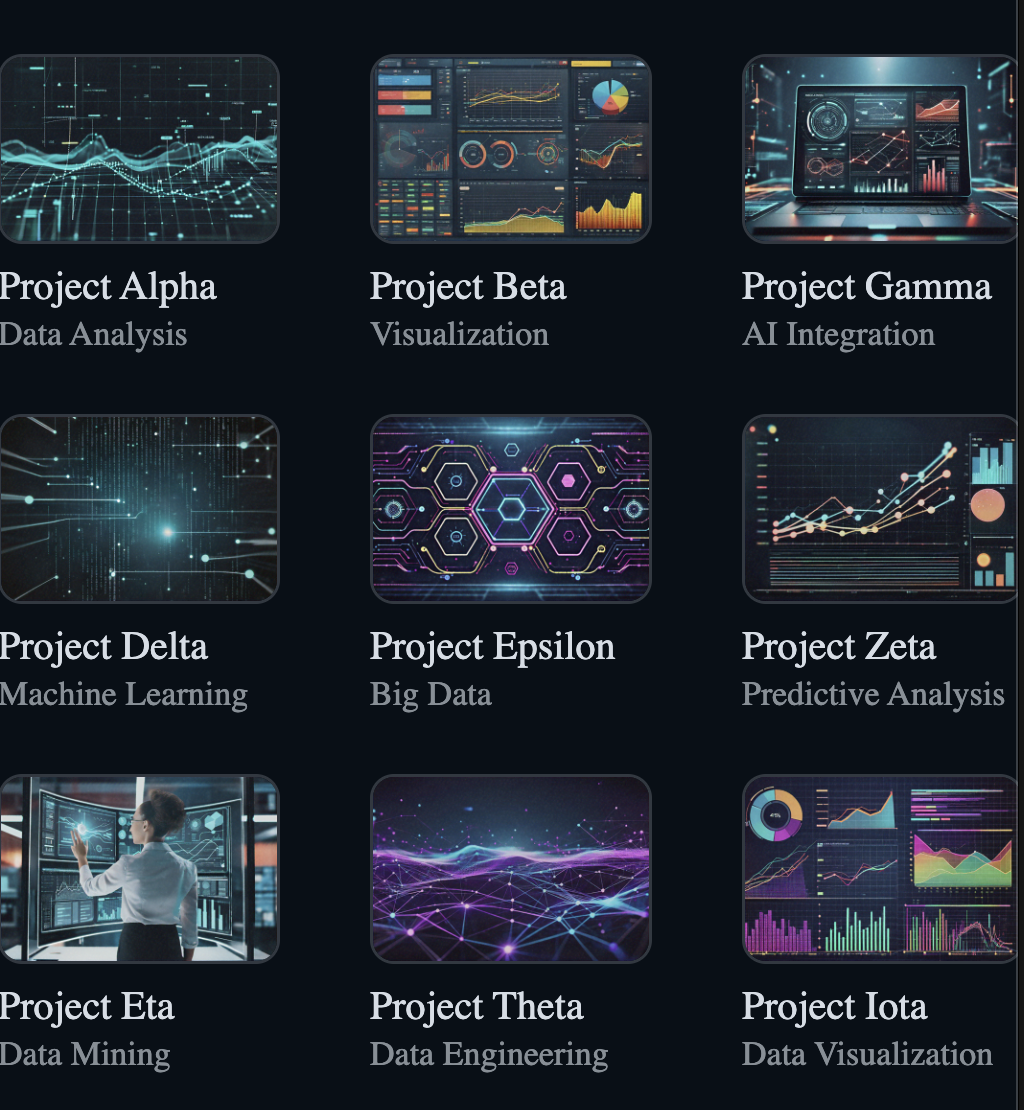 Project Alpha
Data Analysis
Project Beta
Visualization
Project Gamma
AI Integration
Project Delta
Machine Learning
Project Epsilon
Big Data
Project Zeta
Predictive Analysis
Project Eta
Data Mining
Project Theta
Data Engineering
Project Iota
Data Visualization